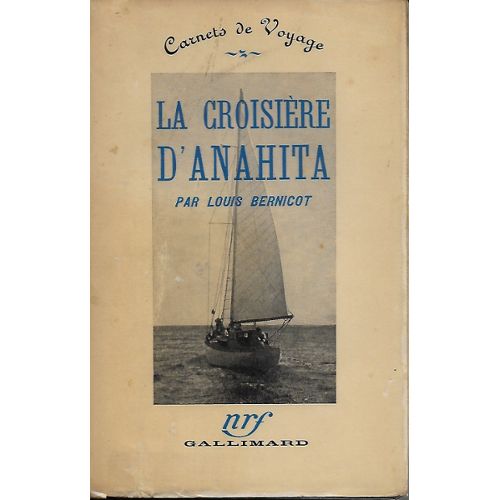 Carnets de Voyage
LA CROISIÈRE
D'ANAHITA
PAR LOUIS BERNICOT
nrf
GALLIMARD